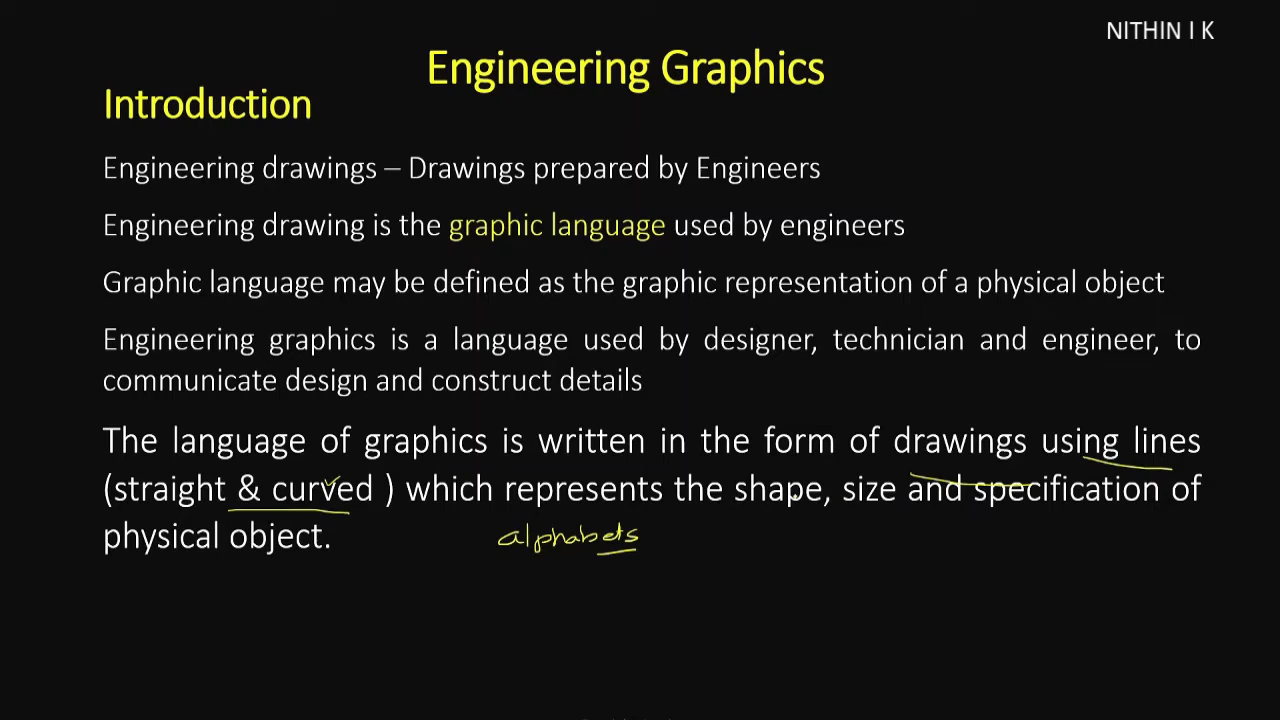 NITHIN I K
Engineering Graphics
Introduction
Engineering drawings – Drawings prepared by Engineers
Engineering drawing is the graphic language used by engineers
Graphic language may be defined as the graphic representation of a physical object
Engineering graphics is a language used by designer, technician and engineer, to
communicate design and construct details
The language of graphics is written in the form of drawings using lines
(straight & curved ) which represents the shape, size and specification of
physical object.
alphabets